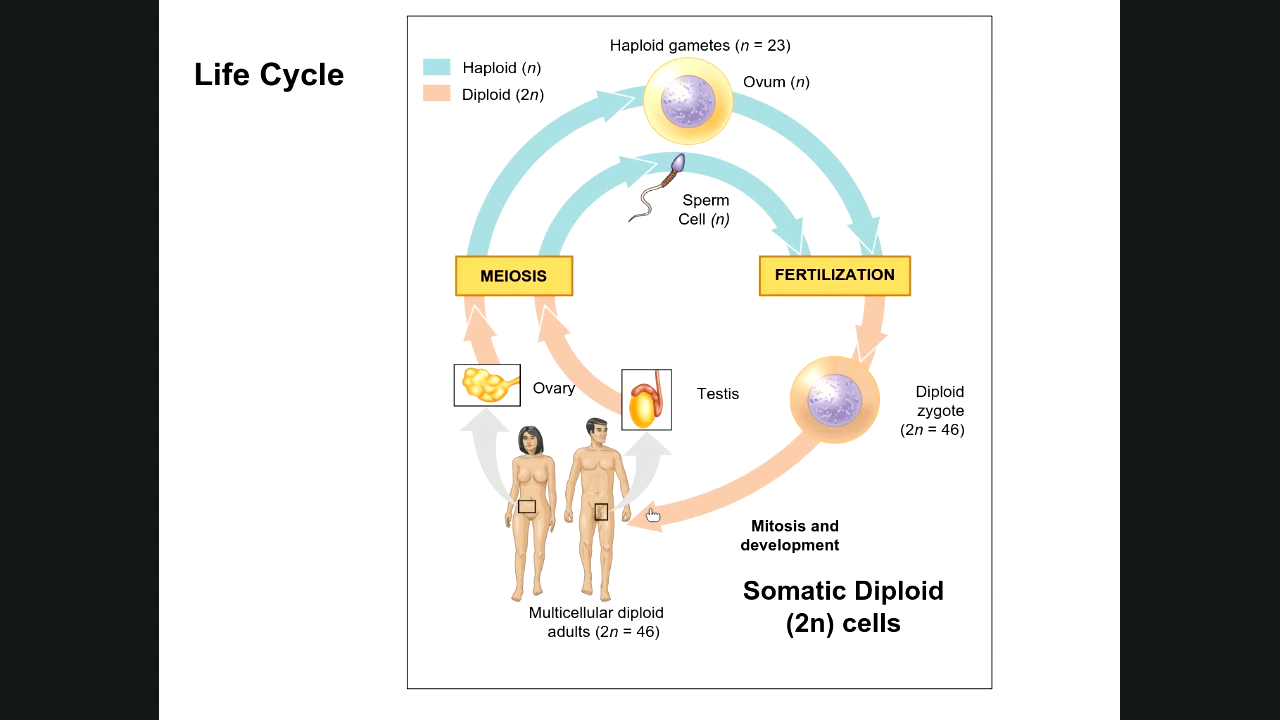 Life Cycle
Haploid gametes (n = 23)
Haploid (n)
Diploid (2n)
Ovum (n)
Sperm
Cell (n)
MEIOSIS
FERTILIZATION
Ovary
Testis
Diploid
zygote
(2n = 46)
Mitosis and
development
Somatic Diploid
(2n) cells
Multicellular diploid
adults (2n = 46)